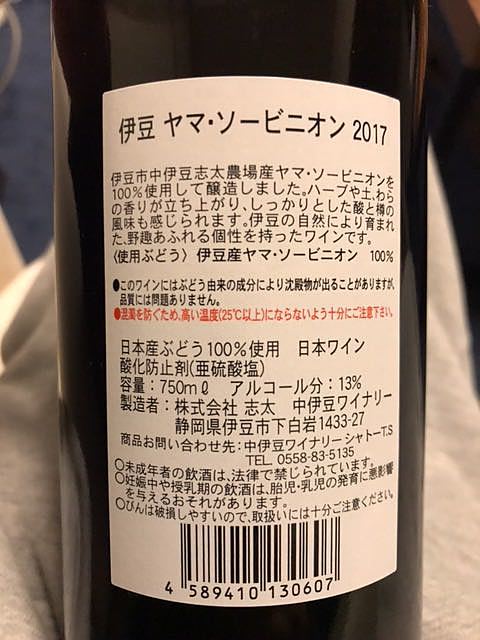 伊豆 ヤマ・ソービニオン 2017
伊豆市中伊豆志太農場産ヤマ・ソービニオンを
100%使用して醸造しました。ハーブや土、わら
の香りが立ち上がり、しっかりとした酸と樽の
風味も感じられます。伊豆の自然により育まれ
た、野趣あふれる個性を持ったワインです。
〈使用ぶどう〉 伊豆産ヤマ・ソービニオン 100%
●このワインにはぶどう由来の成分により沈殿物が出ることがありますが、
品質には問題ありません。
●混濁を防ぐため、高い温度(25℃以上)にならないよう十分にご注意下さい。
日本産ぶどう100%使用 日本ワイン
酸化防止剤(亜硫酸塩)
容量:750mℓ アルコール分:13%
製造者:株式会社 志太 中伊豆ワイナリー
静岡県伊豆市下白岩1433-27
商品お問い合わせ先:中伊豆ワイナリーシャトーT.S
TEL 0558-83-5135
○未成年者の飲酒は、法律で禁じられています。
○妊娠中や授乳期の飲酒は、胎児・乳児の発育に悪影響
を与えるおそれがあります。
○びんは破損しやすいので、取扱いには十分ご注意ください。
4 589410 130607